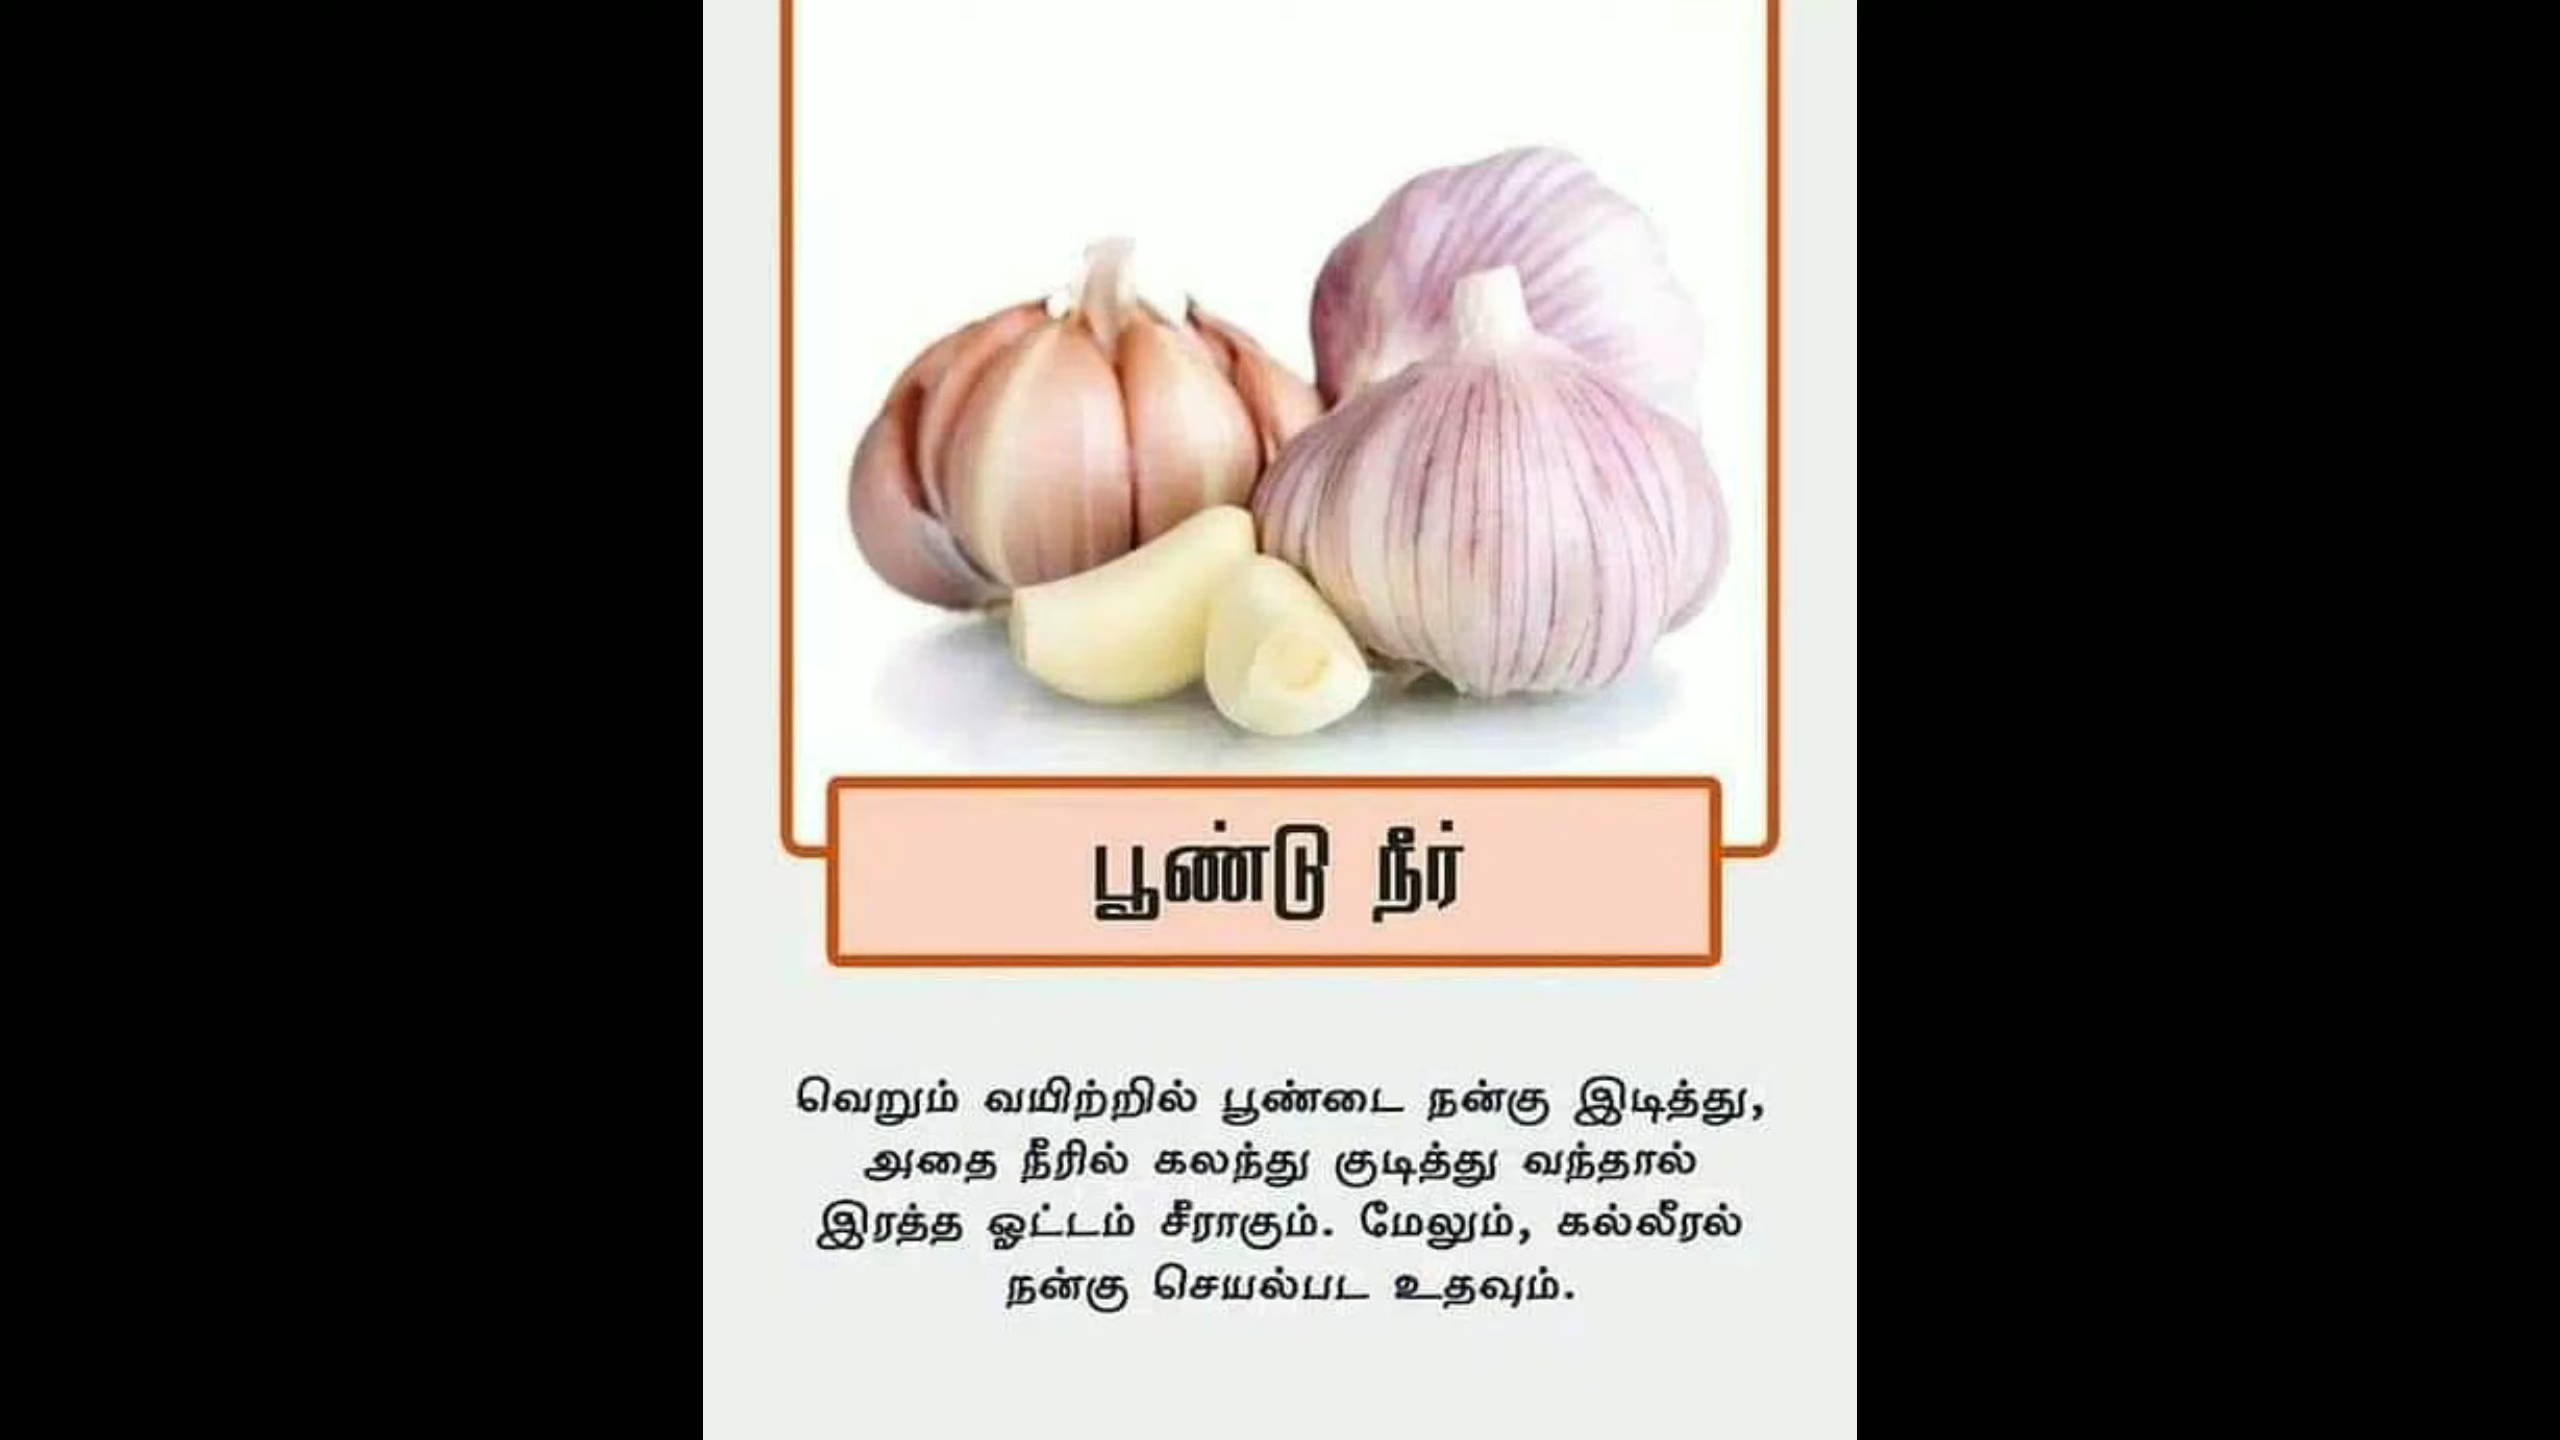 பூண்டு நீர்
வெறும் வயிற்றில் பூண்டை நன்கு இடித்து,
அதை நீரில் கலந்து குடித்து வந்தால்
இரத்த ஓட்டம் சீராகும். மேலும், கல்லீரல்
நன்கு செயல்பட உதவும்.